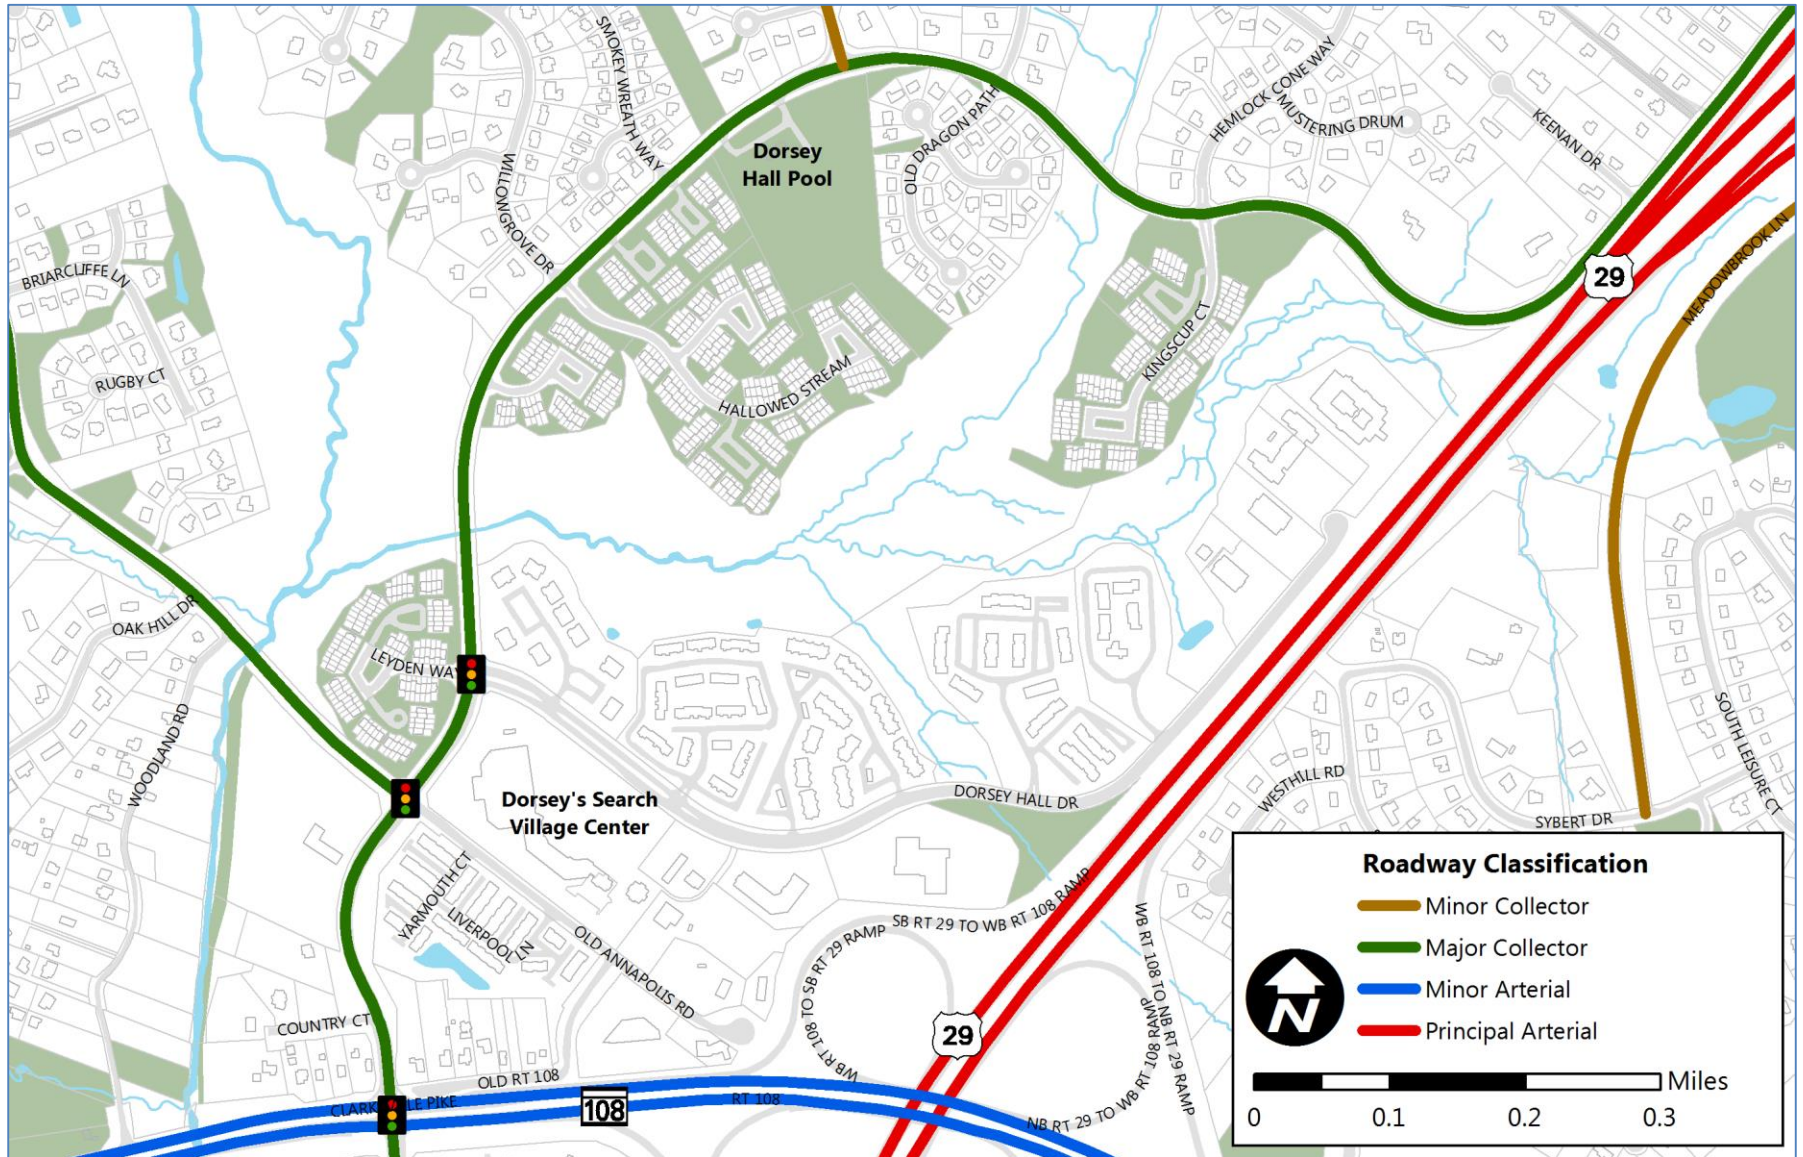 SMOKEY WREATH WAY
HEMLOCK CONE WAY
MUSTERING DRUM
KEENAN DR
Dorsey
Hall Pool
OLD DRAGON PATH
WILLOWGROVE DR
BRIARCLIFFE LN
29
MEADOWBROOK LN
RUGBY CT
KINGSCUP CT
HALLOWED STREAM
OAK HILL DR
LEYDEN WAY
WOODLAND RD
SOUTH LEISURE CT
WESTHILL RD
DORSEY HALL DR
SYBERT DR
Dorsey's Search
Village Center
YARMOUTH CT
LIVERPOOL LN
OLD ANNAPOLIS RD
SB RT 29 TO WB RT 108 RAMP
WB RT 108 TO SB RT 29 RAMP
WB RT 108 TO NB RT 29 RAMP
NB RT 29 TO WB RT 108 RAMP
29
COUNTRY CT
OLD RT 108
PIKE
108
RT 108
Roadway Classification
Minor Collector
Major Collector
Minor Arterial
Principal Arterial
N
Miles
0 0.1 0.2 0.3